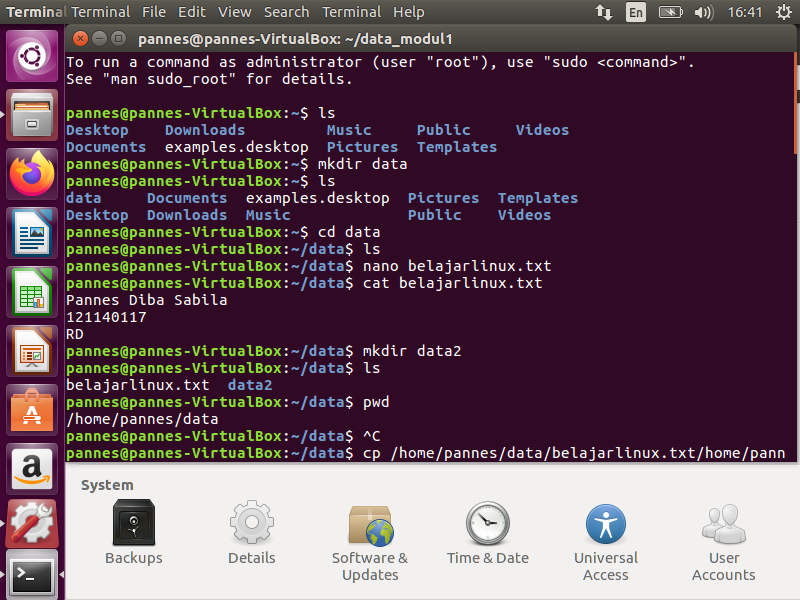 Terminal Terminal File Edit View Search Terminal Help En 16:41
pannes@pannes-VirtualBox: ~/data_modul1
To run a command as administrator (user "root"), use "sudo <command>".
See "man sudo_root" for details.
pannes@pannes-VirtualBox:~$ ls
Desktop Downloads Music Public Videos
Documents examples.desktop Pictures Templates
pannes@pannes-VirtualBox:~$ mkdir data
pannes@pannes-VirtualBox:~$ ls
data Documents examples.desktop Pictures Templates
Desktop Downloads Music Public Videos
pannes@pannes-VirtualBox:~$ cd data
pannes@pannes-VirtualBox:~/data$ ls
pannes@pannes-VirtualBox:~/data$ nano belajarlinux.txt
pannes@pannes-VirtualBox:~/data$ cat belajarlinux.txt
Pannes Diba Sabila
121140117
RD
pannes@pannes-VirtualBox:~/data$ mkdir data2
pannes@pannes-VirtualBox:~/data$ ls
belajarlinux.txt data2
pannes@pannes-VirtualBox:~/data$ pwd
/home/pannes/data
pannes@pannes-VirtualBox:~/data$ ^C
pannes@pannes-VirtualBox:~/data$ cp /home/pannes/data/belajarlinux.txt/home/pann
System
Backups Details Software & Time & Date Universal User
Updates Access Accounts